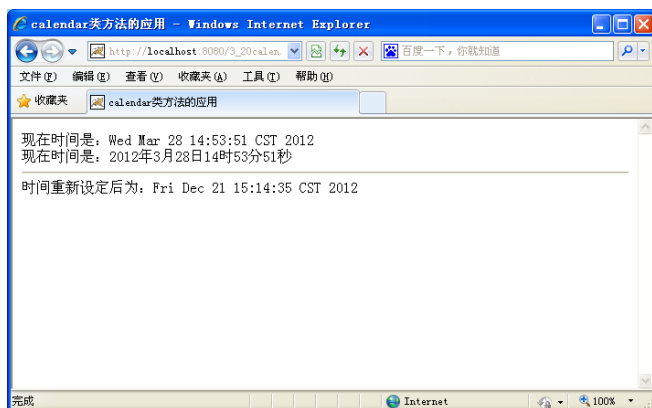 calendar类方法的应用 - Windows Internet Explorer
http://localhost:8080/3_20calen.
百度一下，你就知道
文件(F) 编辑(E) 查看(V) 收藏夹(A) 工具(T) 帮助(H)
收藏夹 calendar类方法的应用
现在时间是：Wed Mar 28 14:53:51 CST 2012
现在时间是：2012年3月28日14时53分51秒
时间重新设定后为：Fri Dec 21 15:14:35 CST 2012
完成 Internet 100%